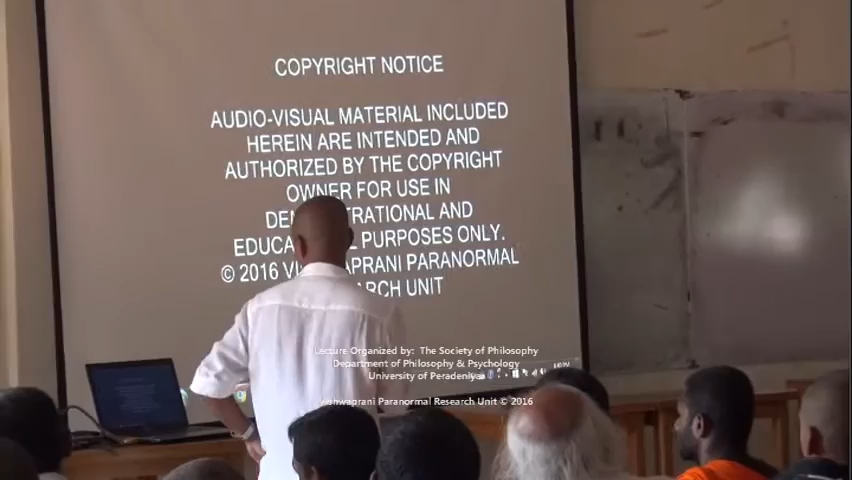 COPYRIGHT NOTICE
AUDIO-VISUAL MATERIAL INCLUDED
HEREIN ARE INTENDED AND
AUTHORIZED BY THE COPYRIGHT
OWNER FOR USE IN
AND
PURPOSES ONLY.
© 2016 PARANORMAL
UNIT
Lecture Organized by: The Society of Philosophy
Department of Philosophy & Psychology
University of Peradeniya
Vishwaprani Paranormal Research Unit © 2016